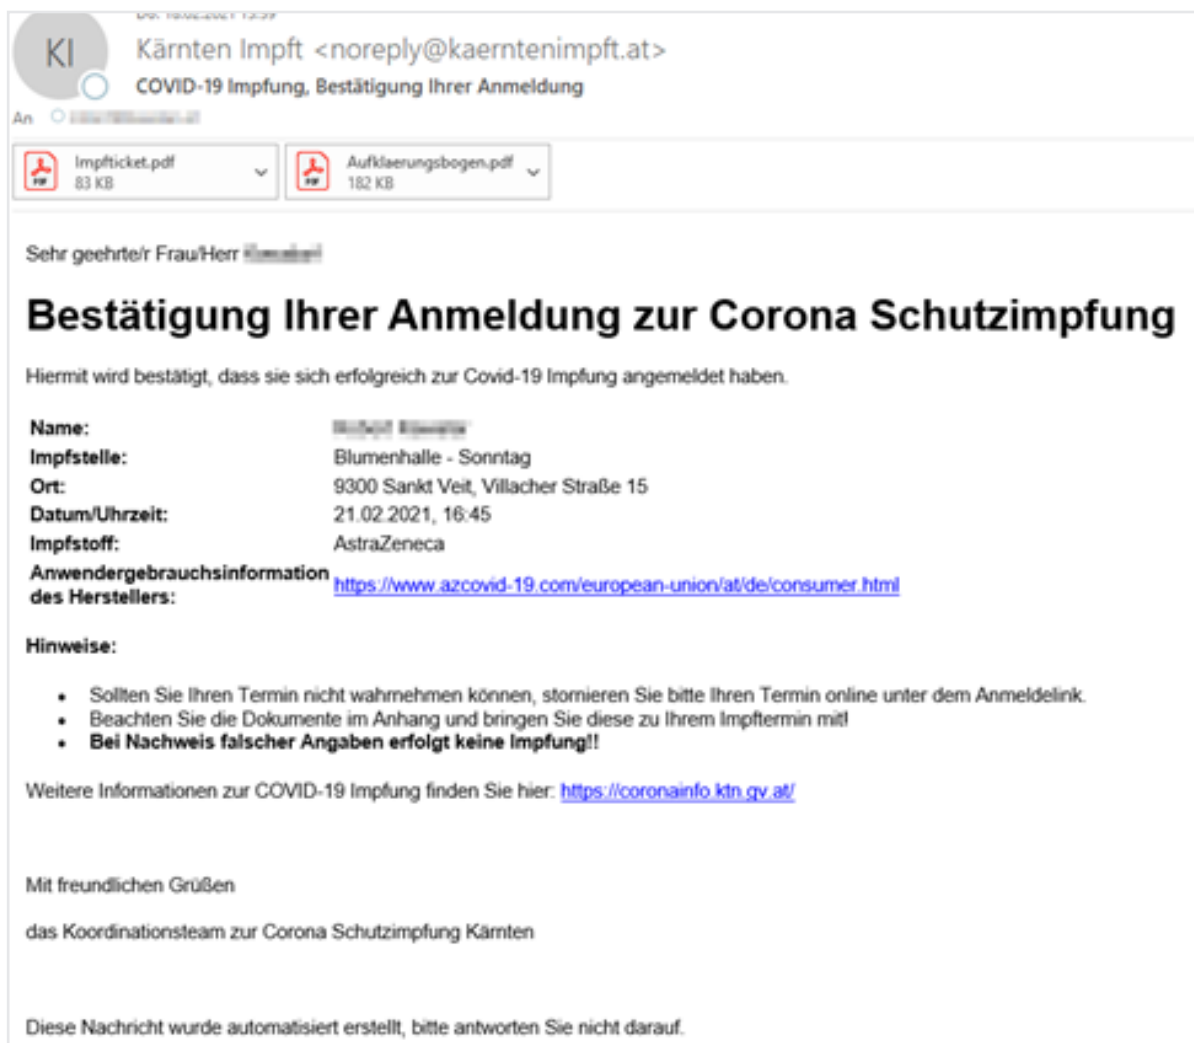 KI
Kärnten Impft <noreply@kaerntenimpft.at>
COVID-19 Impfung, Bestätigung Ihrer Anmeldung
An
Impfticket.pdf
83 KB
Aufklaerungsbogen.pdf
182 KB
Sehr geehrte/r Frau/Herr
Bestätigung Ihrer Anmeldung zur Corona Schutzimpfung
Hiermit wird bestätigt, dass sie sich erfolgreich zur Covid-19 Impfung angemeldet haben.
Name:
Impfstelle: Blumenhalle - Sonntag
Ort: 9300 Sankt Veit, Villacher Straße 15
Datum/Uhrzeit: 21.02.2021, 16:45
Impfstoff: AstraZeneca
Anwendergebrauchsinformation
des Herstellers: https://www.azcovid-19.com/european-union/at/de/consumer.html
Hinweise:
• Sollten Sie Ihren Termin nicht wahrnehmen können, stornieren Sie bitte Ihren Termin online unter dem Anmeldelink.
• Beachten Sie die Dokumente im Anhang und bringen Sie diese zu Ihrem Impftermin mit!
• Bei Nachweis falscher Angaben erfolgt keine Impfung!!
Weitere Informationen zur COVID-19 Impfung finden Sie hier: https://coronainfo.ktn.gv.at/
Mit freundlichen Grüßen
das Koordinationsteam zur Corona Schutzimpfung Kärnten
Diese Nachricht wurde automatisiert erstellt, bitte antworten Sie nicht darauf.